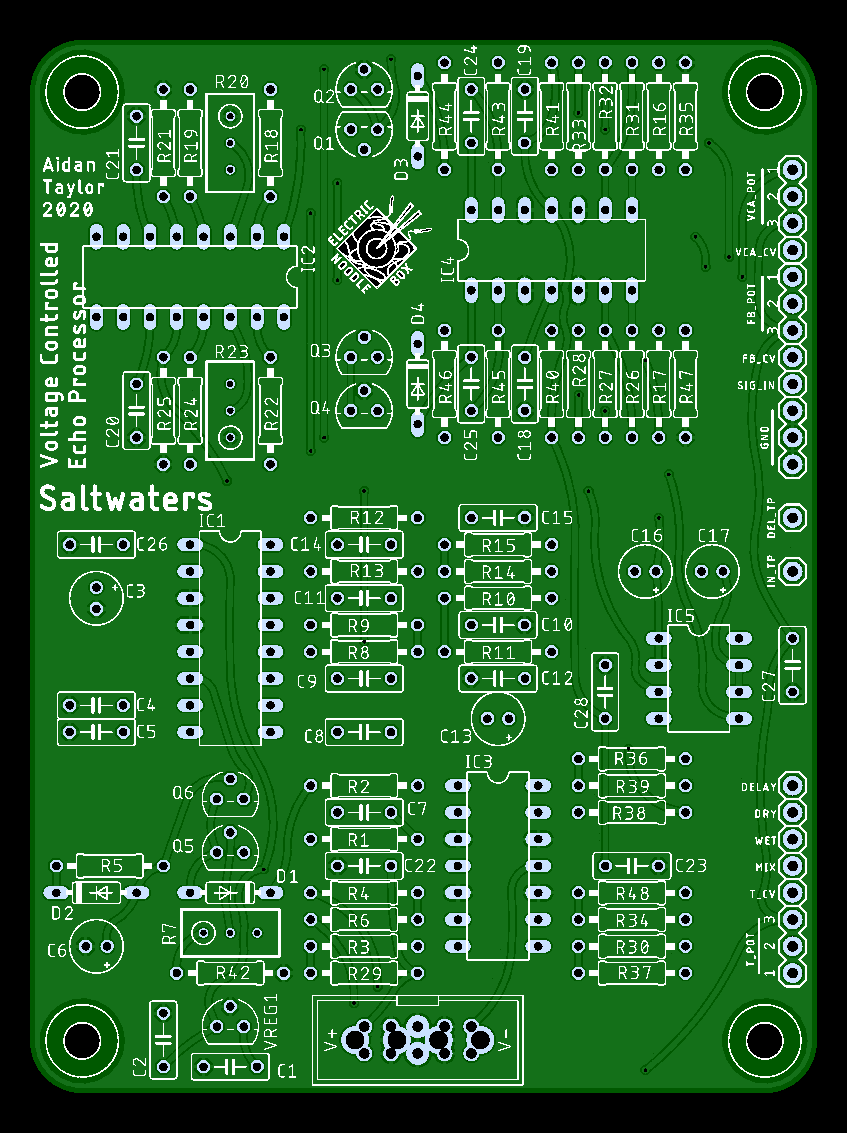 Aidan
Taylor
2020
Voltage Controlled
Echo Processor
Saltwaters
ELECTRIC
NOODLE
BOX
C21
R21
R19
R20
R18
Q2
Q1
D3
R44
C24
R43
C19
R41
R33
R32
R31
R16
R35
IC2
IC4
VCA_POT
1
2
3
VCA_CV
FB_POT
1
2
3
FB_CV
SIG_IN
GND
DEL_TP
IN_TP
C20
R25
R24
R23
R22
Q3
Q4
D4
R46
C25
R45
C18
R40
R28
R27
R26
R17
R47
IC1
C26
C3
C4
C5
R12
C14
R13
C11
R9
R8
C9
C8
C15
R15
R14
R10
C10
R11
C12
C13
C16
C17
IC5
C28
C27
Q6
Q5
R5
D2
D1
C6
R7
R42
C2
VREG1
C1
R2
C7
R1
C22
R4
R6
R3
R29
IC3
R36
R39
R38
C23
R48
R34
R30
R37
DELAY
DRY
WET
MIX
T_CV
T_POT
3
2
1
V+
V-